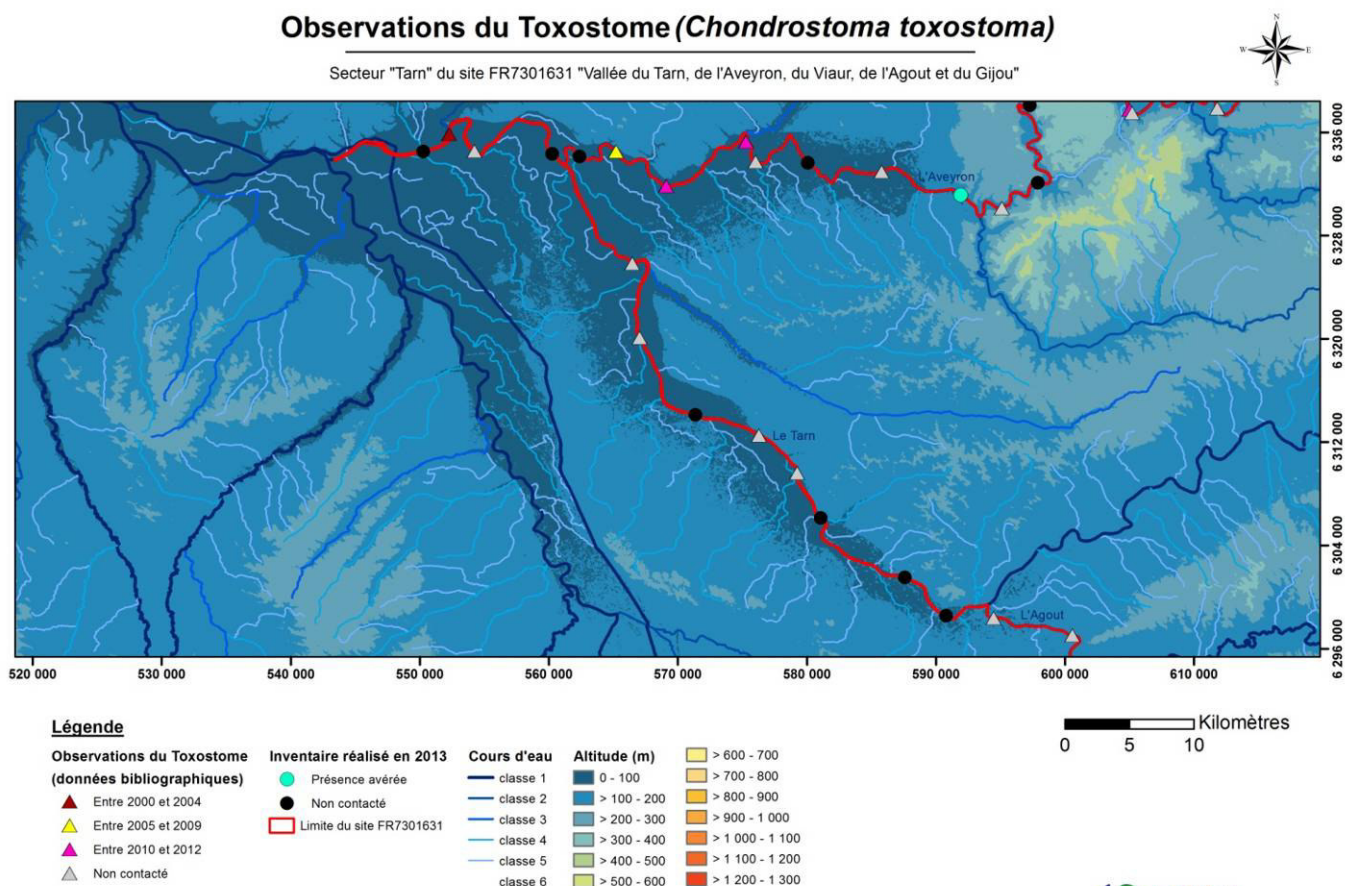 Observations du Toxostome (Chondrostoma toxostoma)
Secteur "Tarn" du site FR7301631 "Vallée du Tarn, de l'Aveyron, du Viaur, de l'Agout et du Gijou"
N
W E
S
L'Aveyron
Le Tarn
L'Agout
6 336 000
6 328 000
6 320 000
6 312 000
6 304 000
6 296 000
520 000 530 000 540 000 550 000 560 000 570 000 580 000 590 000 600 000 610 000
Kilomètres
0 5 10
Légende
Observations du Toxostome
(données bibliographiques)
Entre 2000 et 2004
Entre 2005 et 2009
Entre 2010 et 2012
Non contacté
Inventaire réalisé en 2013
Présence avérée
Non contacté
Limite du site FR7301631
Cours d'eau
classe 1
classe 2
classe 3
classe 4
classe 5
classe 6
Altitude (m)
0 - 100
> 100 - 200
> 200 - 300
> 300 - 400
> 400 - 500
> 500 - 600
> 600 - 700
> 700 - 800
> 800 - 900
> 900 - 1 000
> 1 000 - 1 100
> 1 100 - 1 200
> 1 200 - 1 300